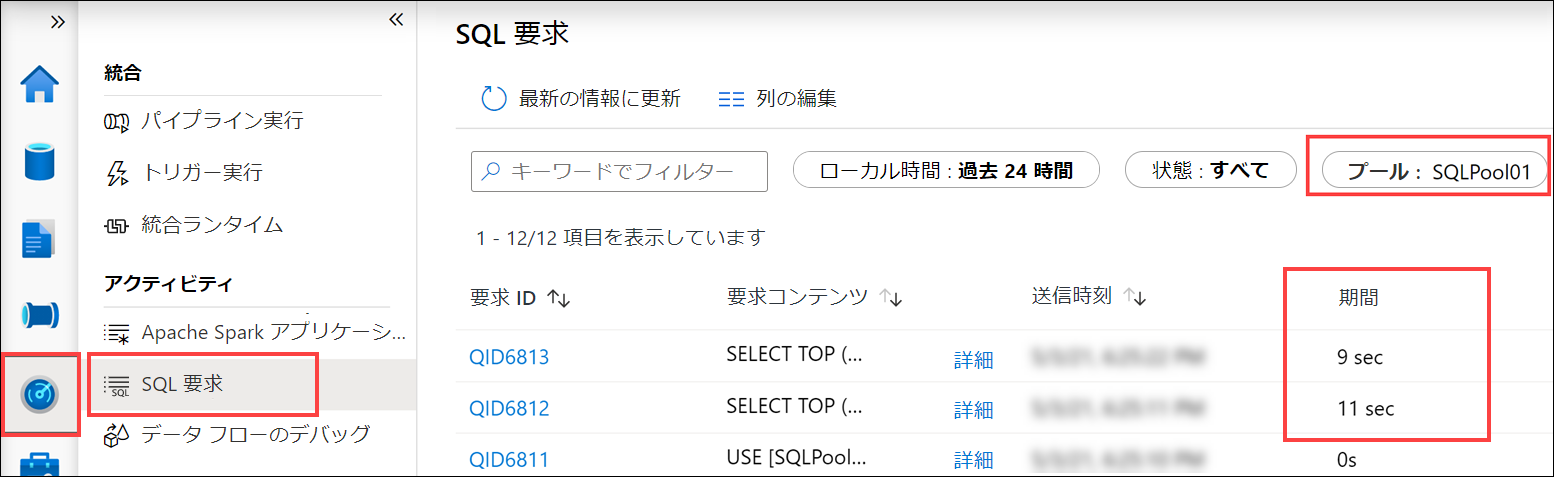 »
«
統合
パイプライン実行
トリガー実行
統合ランタイム
アクティビティ
Apache Spark アプリケーシ...
SQL 要求
データ フローのデバッグ
SQL 要求
最新の情報に更新 列の編集
キーワードでフィルター ローカル時間 : 過去 24 時間 状態 : すべて プール : SQLPool01
1 - 12/12 項目を表示しています
要求 ID ↑↓ 要求コンテンツ ↑↓ 送信時刻 ↑↓ 期間
QID6813 SELECT TOP (... 詳細 9 sec
QID6812 SELECT TOP (... 詳細 11 sec
QID6811 USE [SQLPool... 詳細 0s